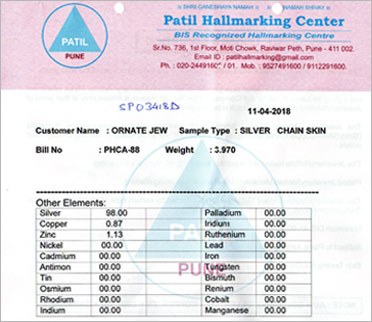 :: SHRI GANESHAYA NAMAH ::
PATIL
PUNE
Patil Hallmarking Center
BIS Recognized Hallmarking Centre
Sr.No. 736, 1st Floor, Moti Chowk, Raviwar Peth, Pune - 411 002.
Email ID : patilhallmarking@gmail.com
Ph. : 020-2449160 / 01. Mob. : 9527491600 / 9112291600.
SP03418D
11-04-2018
Customer Name : ORNATE JEW Sample Type : SILVER CHAIN SKIN
Bill No : PHCA-88 Weight : 3.970
Other Elements:
Silver 98.00 Palladium 00.00
Copper 0.87 Iridium 00.00
Zinc 1.13 Ruthenium 00.00
Nickel 00.00 Lead 00.00
Cadmium 00.00 Iron 00.00
Antimon 00.00 Tungsten 00.00
Tin 00.00 Bismuth 00.00
Osmium 00.00 Renium 00.00
Rhodium 00.00 Cobalt 00.00
Indium 00.00 Manganese 00.00
PATIL
PUNE